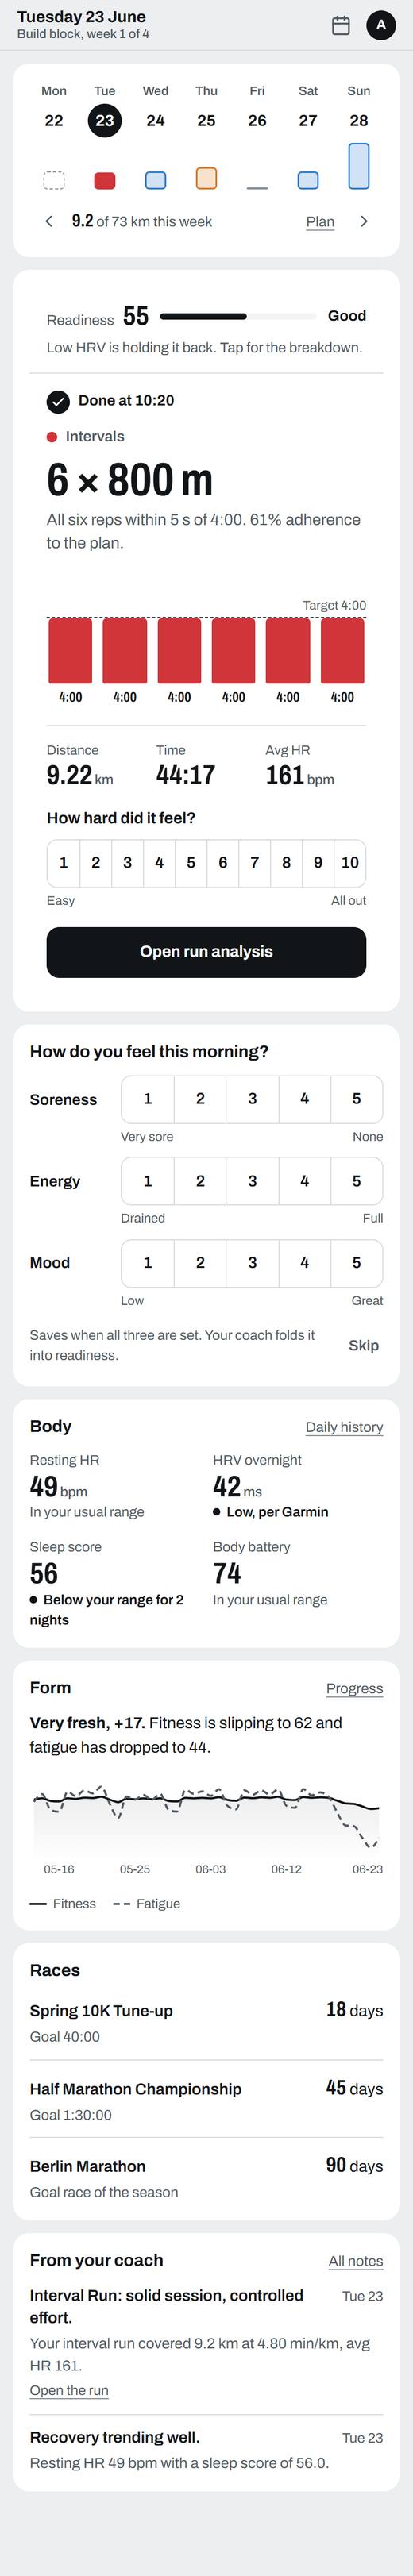 Tuesday 23 June
Build block, week 1 of 4
A
Mon Tue Wed Thu Fri Sat Sun
22 23 24 25 26 27 28
9.2 of 73 km this week
Plan
Readiness 55 Good
Low HRV is holding it back. Tap for the breakdown.
Done at 10:20
Intervals
6 × 800 m
All six reps within 5 s of 4:00. 61% adherence
to the plan.
Target 4:00
4:00 4:00 4:00 4:00 4:00 4:00
Distance Time Avg HR
9.22 km 44:17 161 bpm
How hard did it feel?
1 2 3 4 5 6 7 8 9 10
Easy All out
Open run analysis
How do you feel this morning?
Soreness 1 2 3 4 5
Very sore None
Energy 1 2 3 4 5
Drained Full
Mood 1 2 3 4 5
Low Great
Saves when all three are set. Your coach folds it
into readiness.
Skip
Body Daily history
Resting HR HRV overnight
49 bpm 42 ms
In your usual range Low, per Garmin
Sleep score Body battery
56 74
Below your range for 2
nights
In your usual range
Form Progress
Very fresh, +17. Fitness is slipping to 62 and
fatigue has dropped to 44.
05-16 05-25 06-03 06-12 06-23
Fitness Fatigue
Races
Spring 10K Tune-up 18 days
Goal 40:00
Half Marathon Championship 45 days
Goal 1:30:00
Berlin Marathon 90 days
Goal race of the season
From your coach All notes
Interval Run: solid session, controlled
effort.
Tue 23
Your interval run covered 9.2 km at 4.80 min/km, avg
HR 161.
Open the run
Recovery trending well. Tue 23
Resting HR 49 bpm with a sleep score of 56.0.